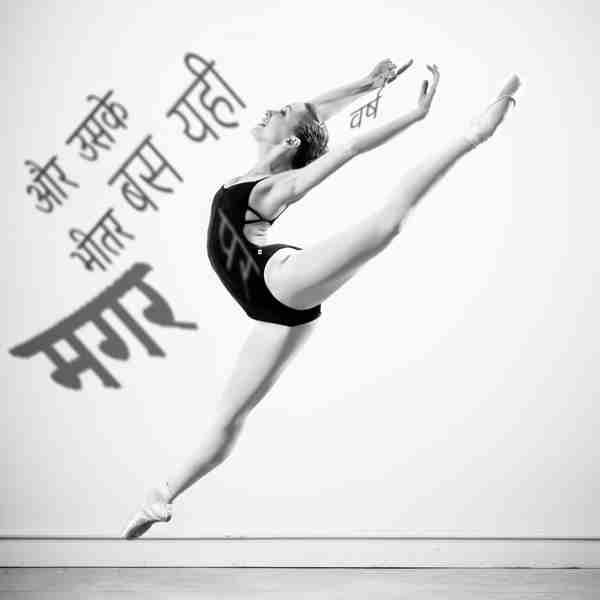 और उसके
भीतर बस यही
मगर
पर
वर्ष